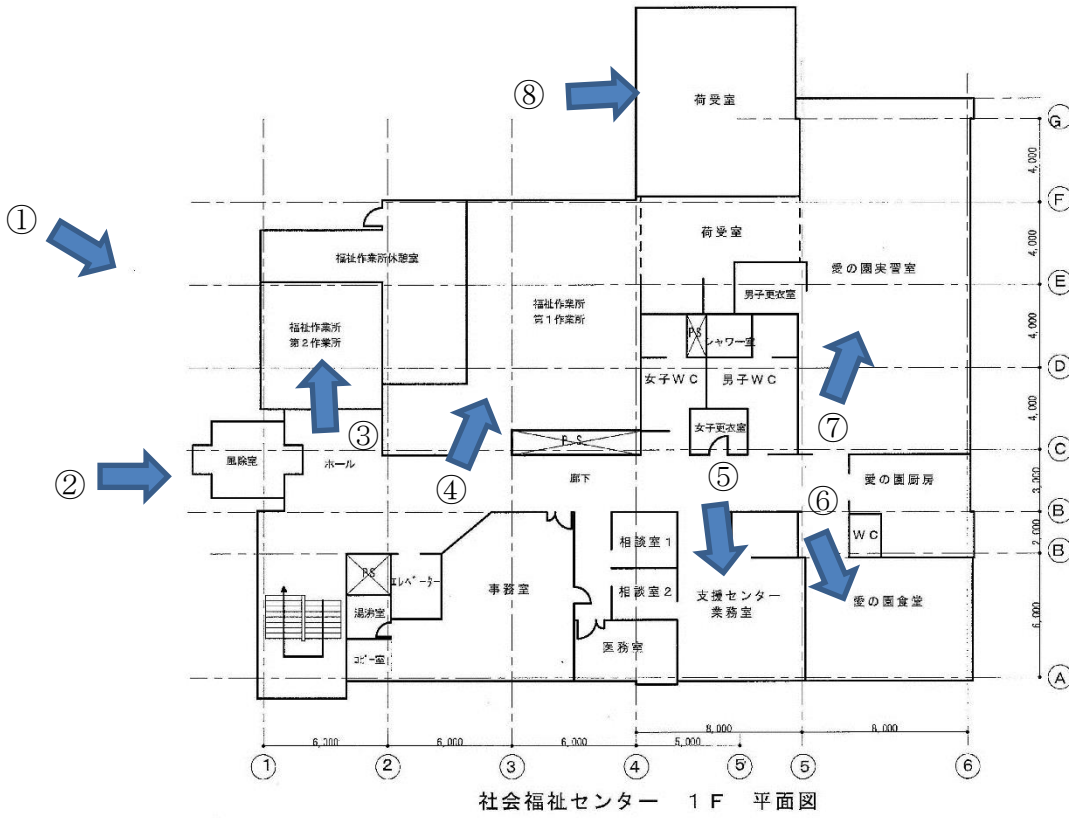 ⑧
荷受室
G
4,000
①
F
荷受室
4,000
福祉作業所休憩室
愛の園実習室
E
男子更衣室
福祉作業所
第1作業所
福祉作業所
第2作業所
PS
シャワー室
4,000
D
女子WC
男子WC
⑦
4,000
③
女子更衣室
P.S
C
風除室
ホール
②
④
廊下
⑤
愛の園厨房
3,000
⑥
B
相談室1
WC
2,000
B
PS
エレベーター
事務室
相談室2
支援センター
業務室
愛の園食堂
湯沸室
6,000
医務室
コピー室
A
8,000
8,000
6,000
6,000
6,000
5,000
1
2
3
4
5'
5
6
社会福祉センター 1F 平面図